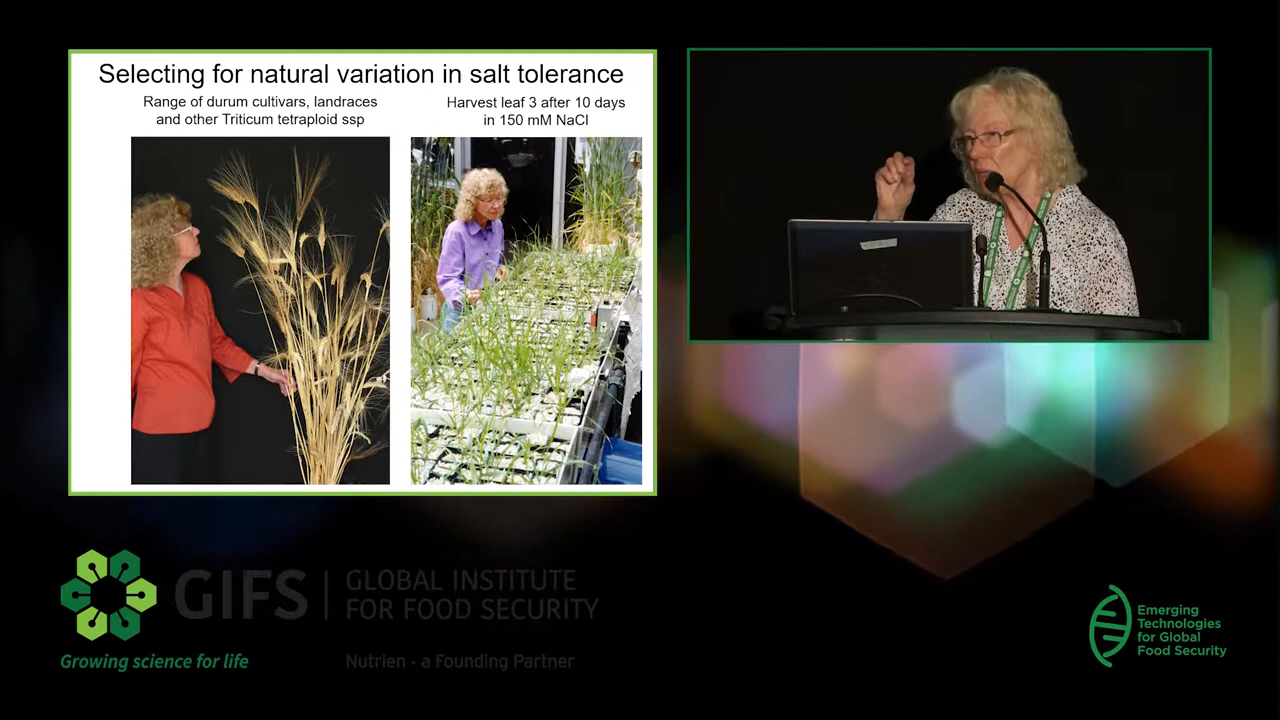 Selecting for natural variation in salt tolerance
Range of durum cultivars, landraces
and other Triticum tetraploid ssp
Harvest leaf 3 after 10 days
in 150 mM NaCl
GIFS
GLOBAL INSTITUTE
FOR FOOD SECURITY
Growing science for life
Nutrien - a Founding Partner
Emerging
Technologies
for Global
Food Security